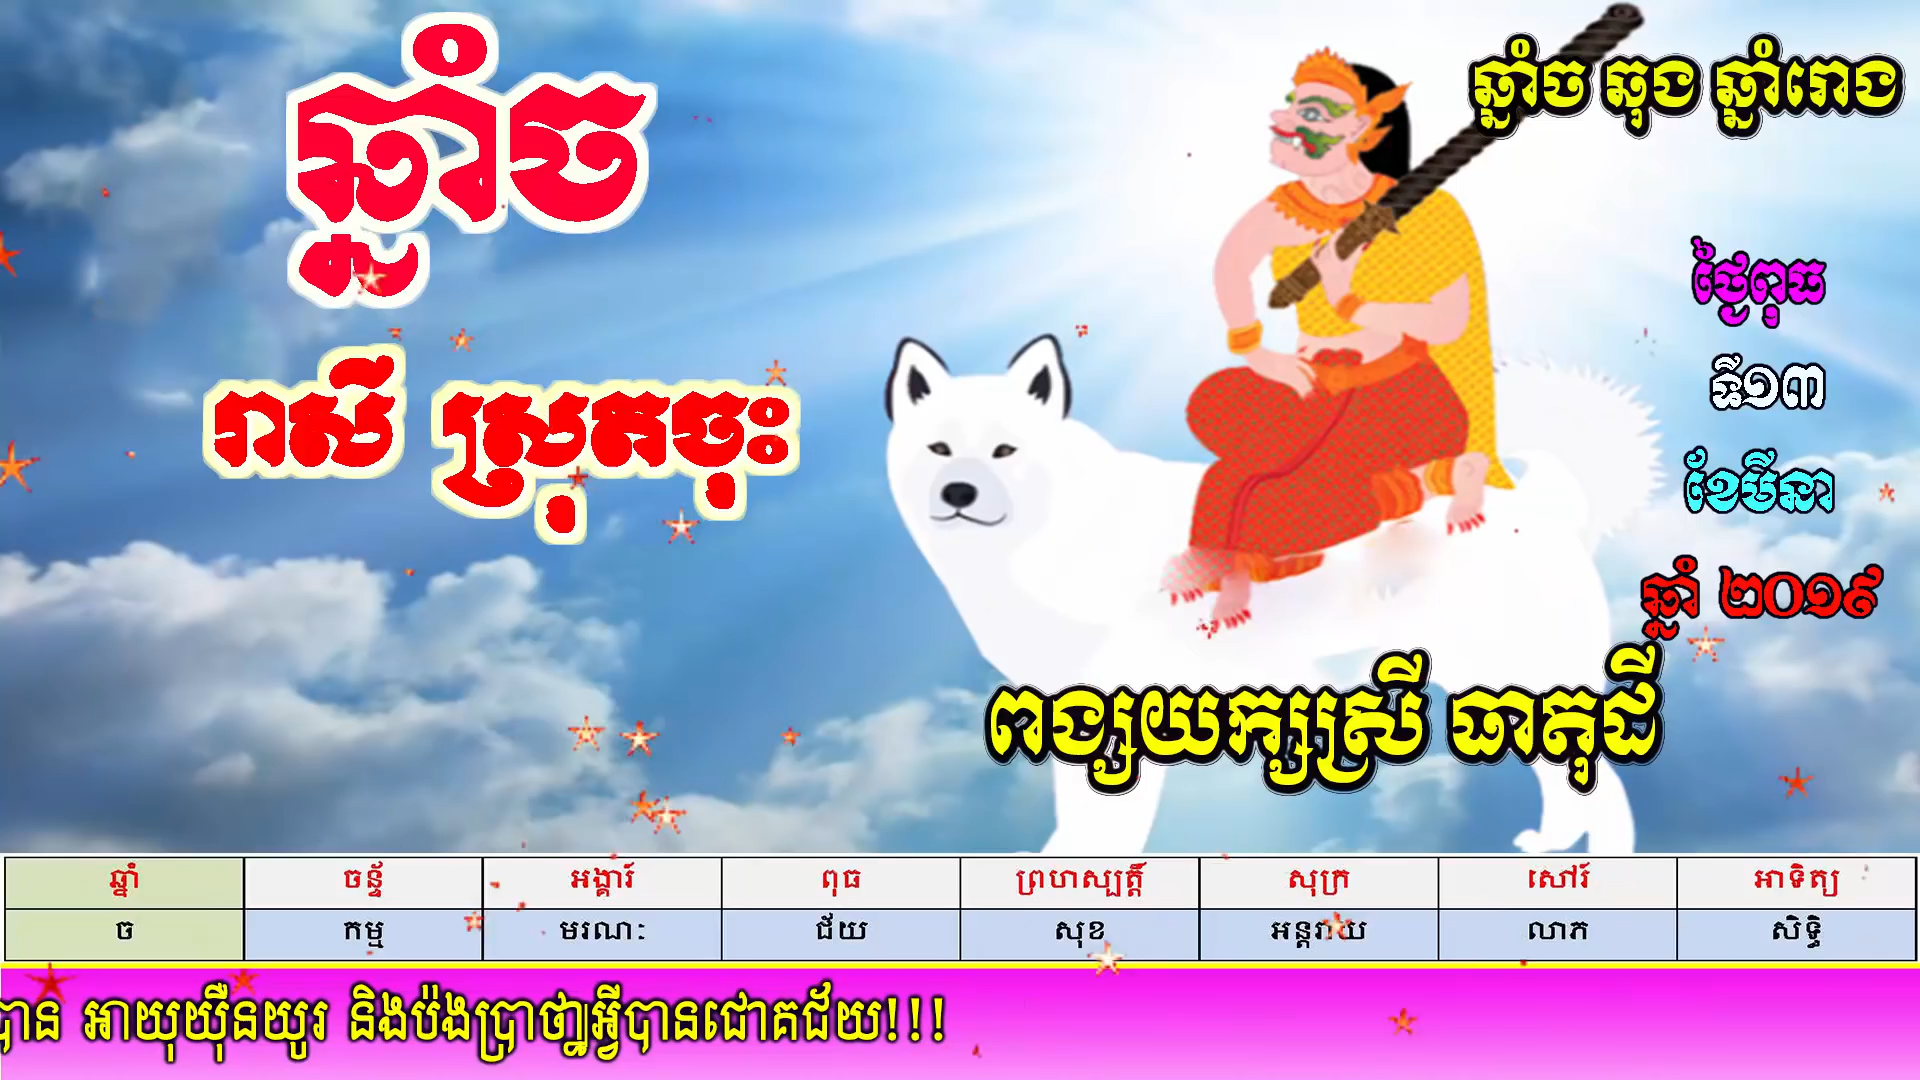 ឆ្នាំច
រាសី ស្រុតចុះ
ឆ្នាំច ឆុង ឆ្នាំរោង
ថ្ងៃពុធ
ទី១៣
ខែមីនា
ឆ្នាំ ២០១៩
ពង្សយក្សស្រី ធាតុដី
ឆ្នាំ ចន្ទ័ អង្គារ៍ ពុធ ព្រហស្បត្តិ៍ សុក្រ សៅរ៍ អាទិត្យ
ច កម្ម មរណៈ ជ័យ សុខ អន្តរាយ លាភ សិទ្ធិ
បាន អាយុយ៉ឺនយូរ និងប៉ងប្រាថ្នាអ្វីបានជោគជ័យ!!!